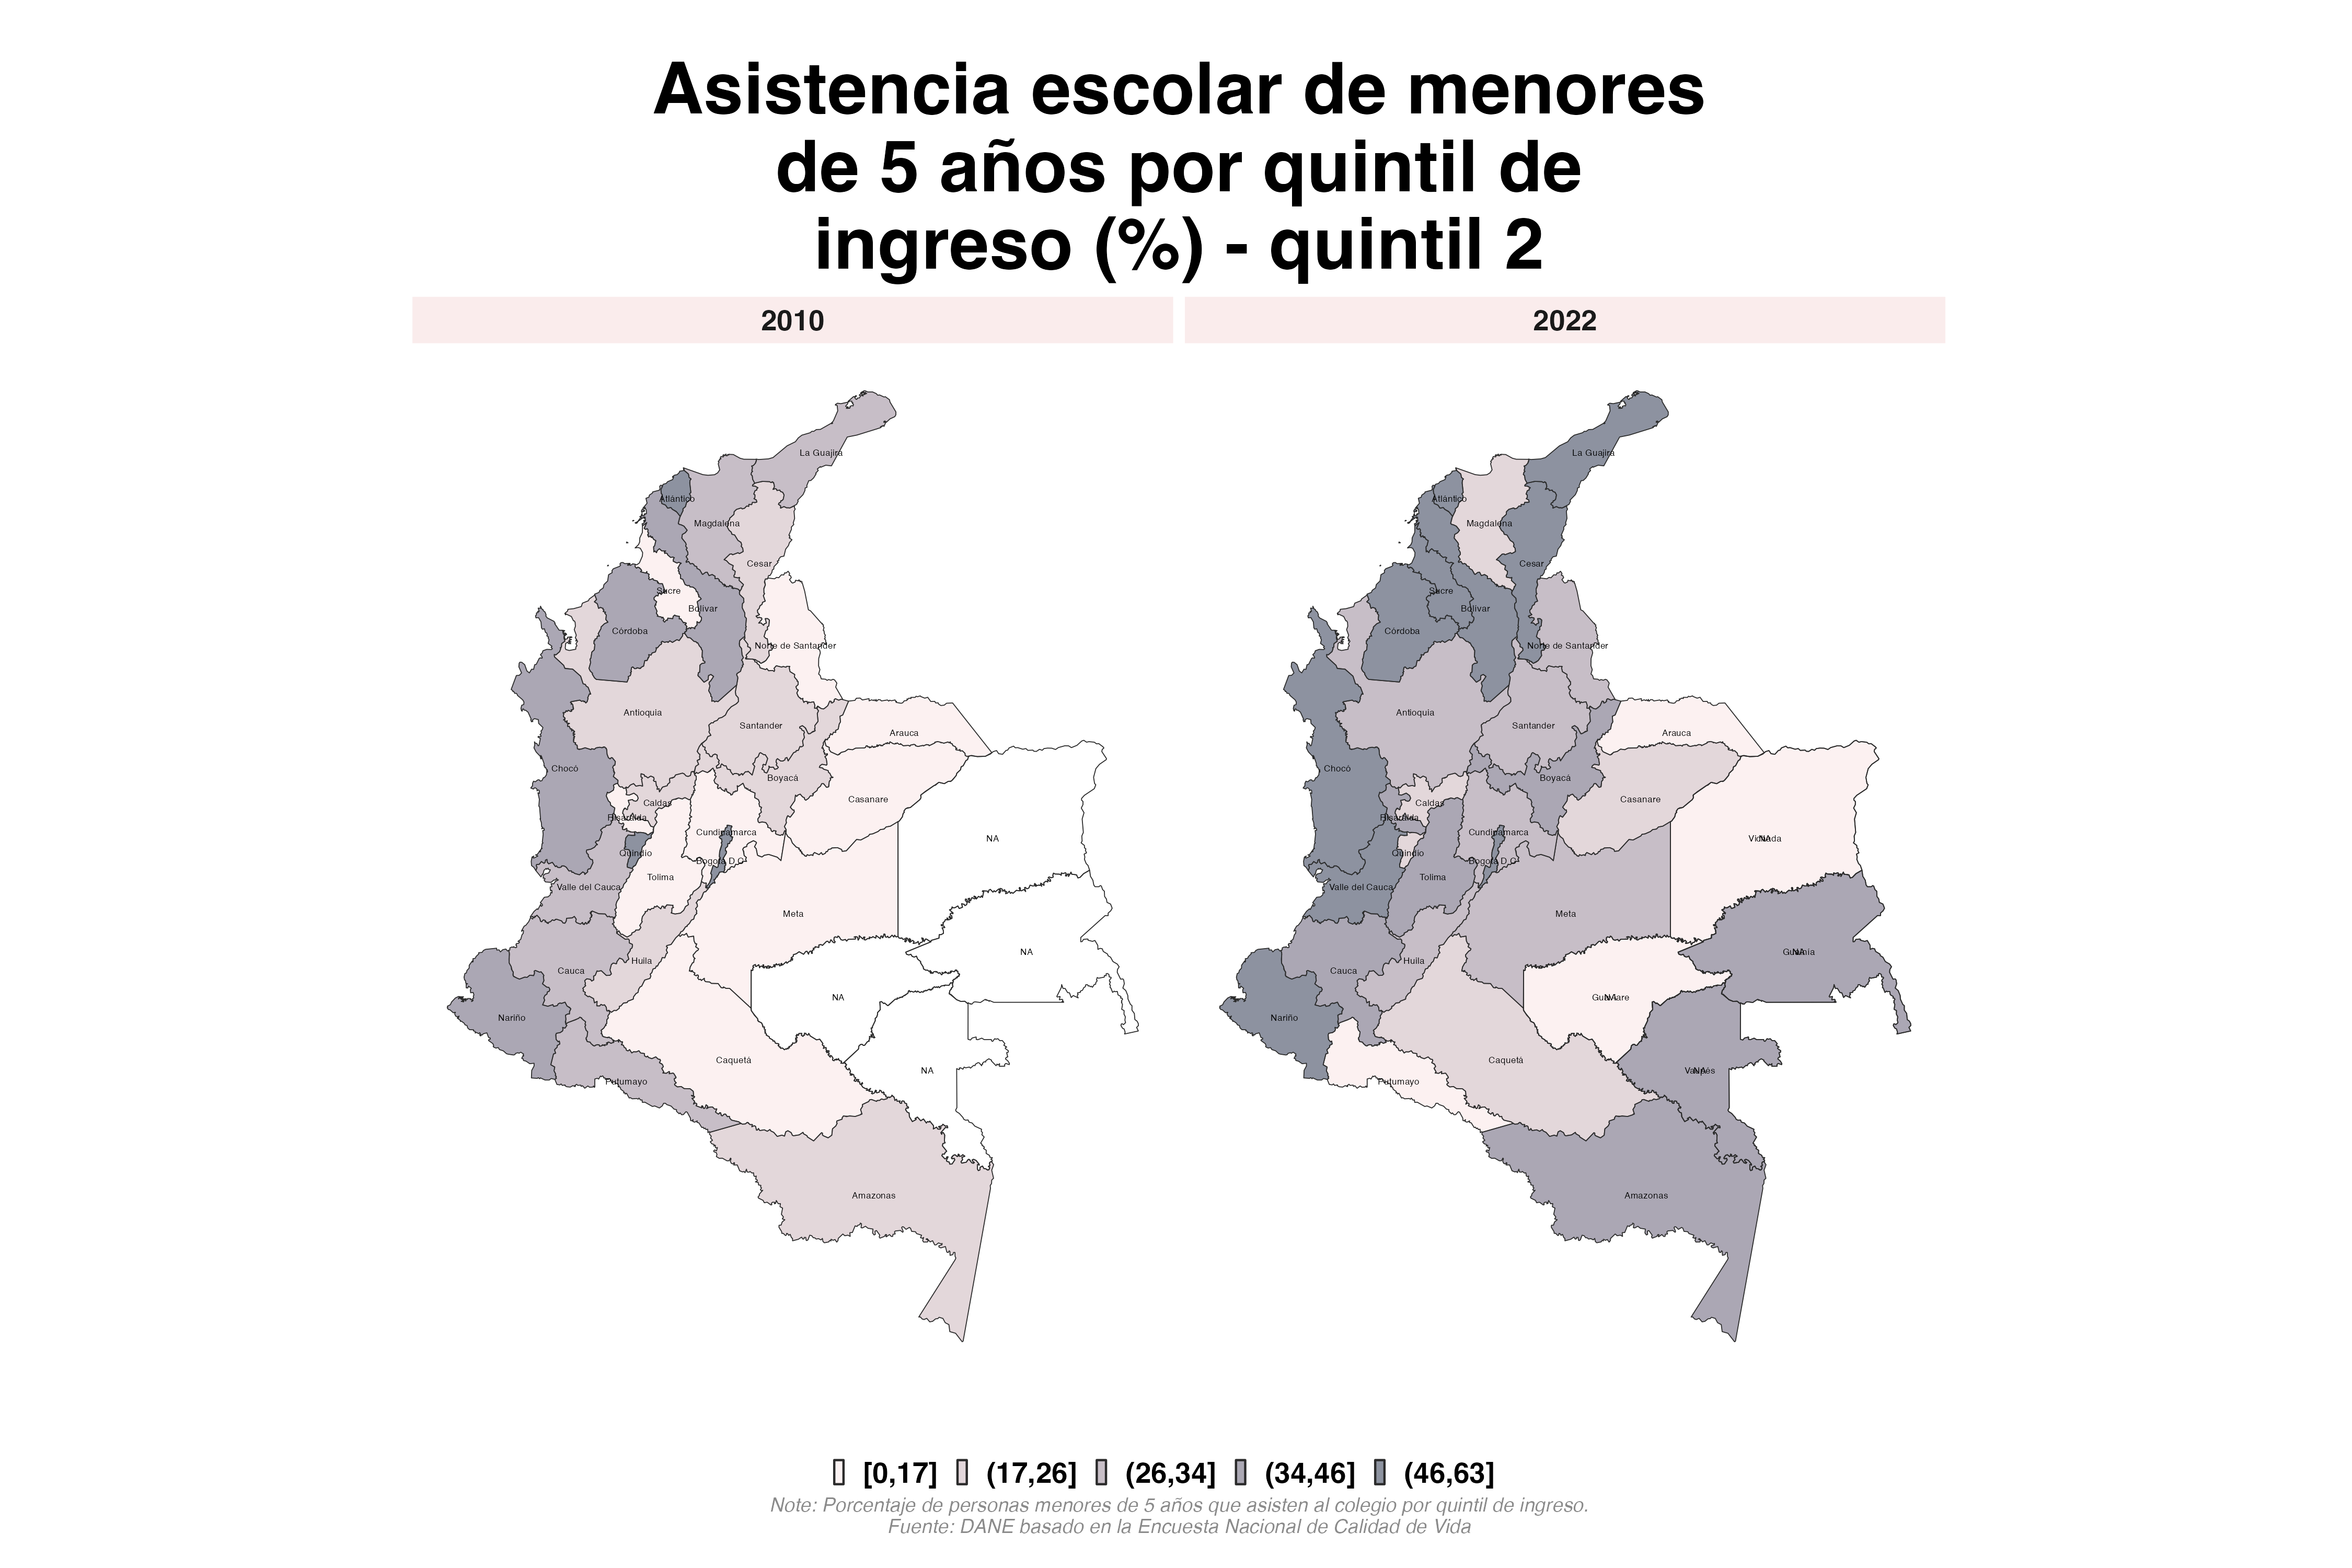 Asistencia escolar de menores
de 5 años por quintil de
ingreso (%) - quintil 2
2010
2022
La Guajira
Atlántico
Magdalena
Cesar
Sucre
Bolívar
Córdoba
Norte de Santander
Antioquia
Santander
Arauca
Chocó
Boyacá
Casanare
Caldas
Risaralda
Cundinamarca
NA
Quindío
Bogotá D.C.
Tolima
Valle del Cauca
Meta
NA
Huila
Cauca
NA
Nariño
Caquetá
NA
Putumayo
Amazonas
La Guajira
Atlántico
Magdalena
Cesar
Sucre
Bolívar
Córdoba
Norte de Santander
Antioquia
Santander
Arauca
Chocó
Boyacá
Casanare
Caldas
Risaralda
Cundinamarca
Vichada
NA
Quindío
Bogotá D.C.
Tolima
Valle del Cauca
Meta
Guainía
NA
Huila
Cauca
Guaviare
NA
Nariño
Caquetá
Vaupés
NA
Putumayo
Amazonas
[0,17] (17,26] (26,34] (34,46] (46,63]
Note: Porcentaje de personas menores de 5 años que asisten al colegio por quintil de ingreso.
Fuente: DANE basado en la Encuesta Nacional de Calidad de Vida